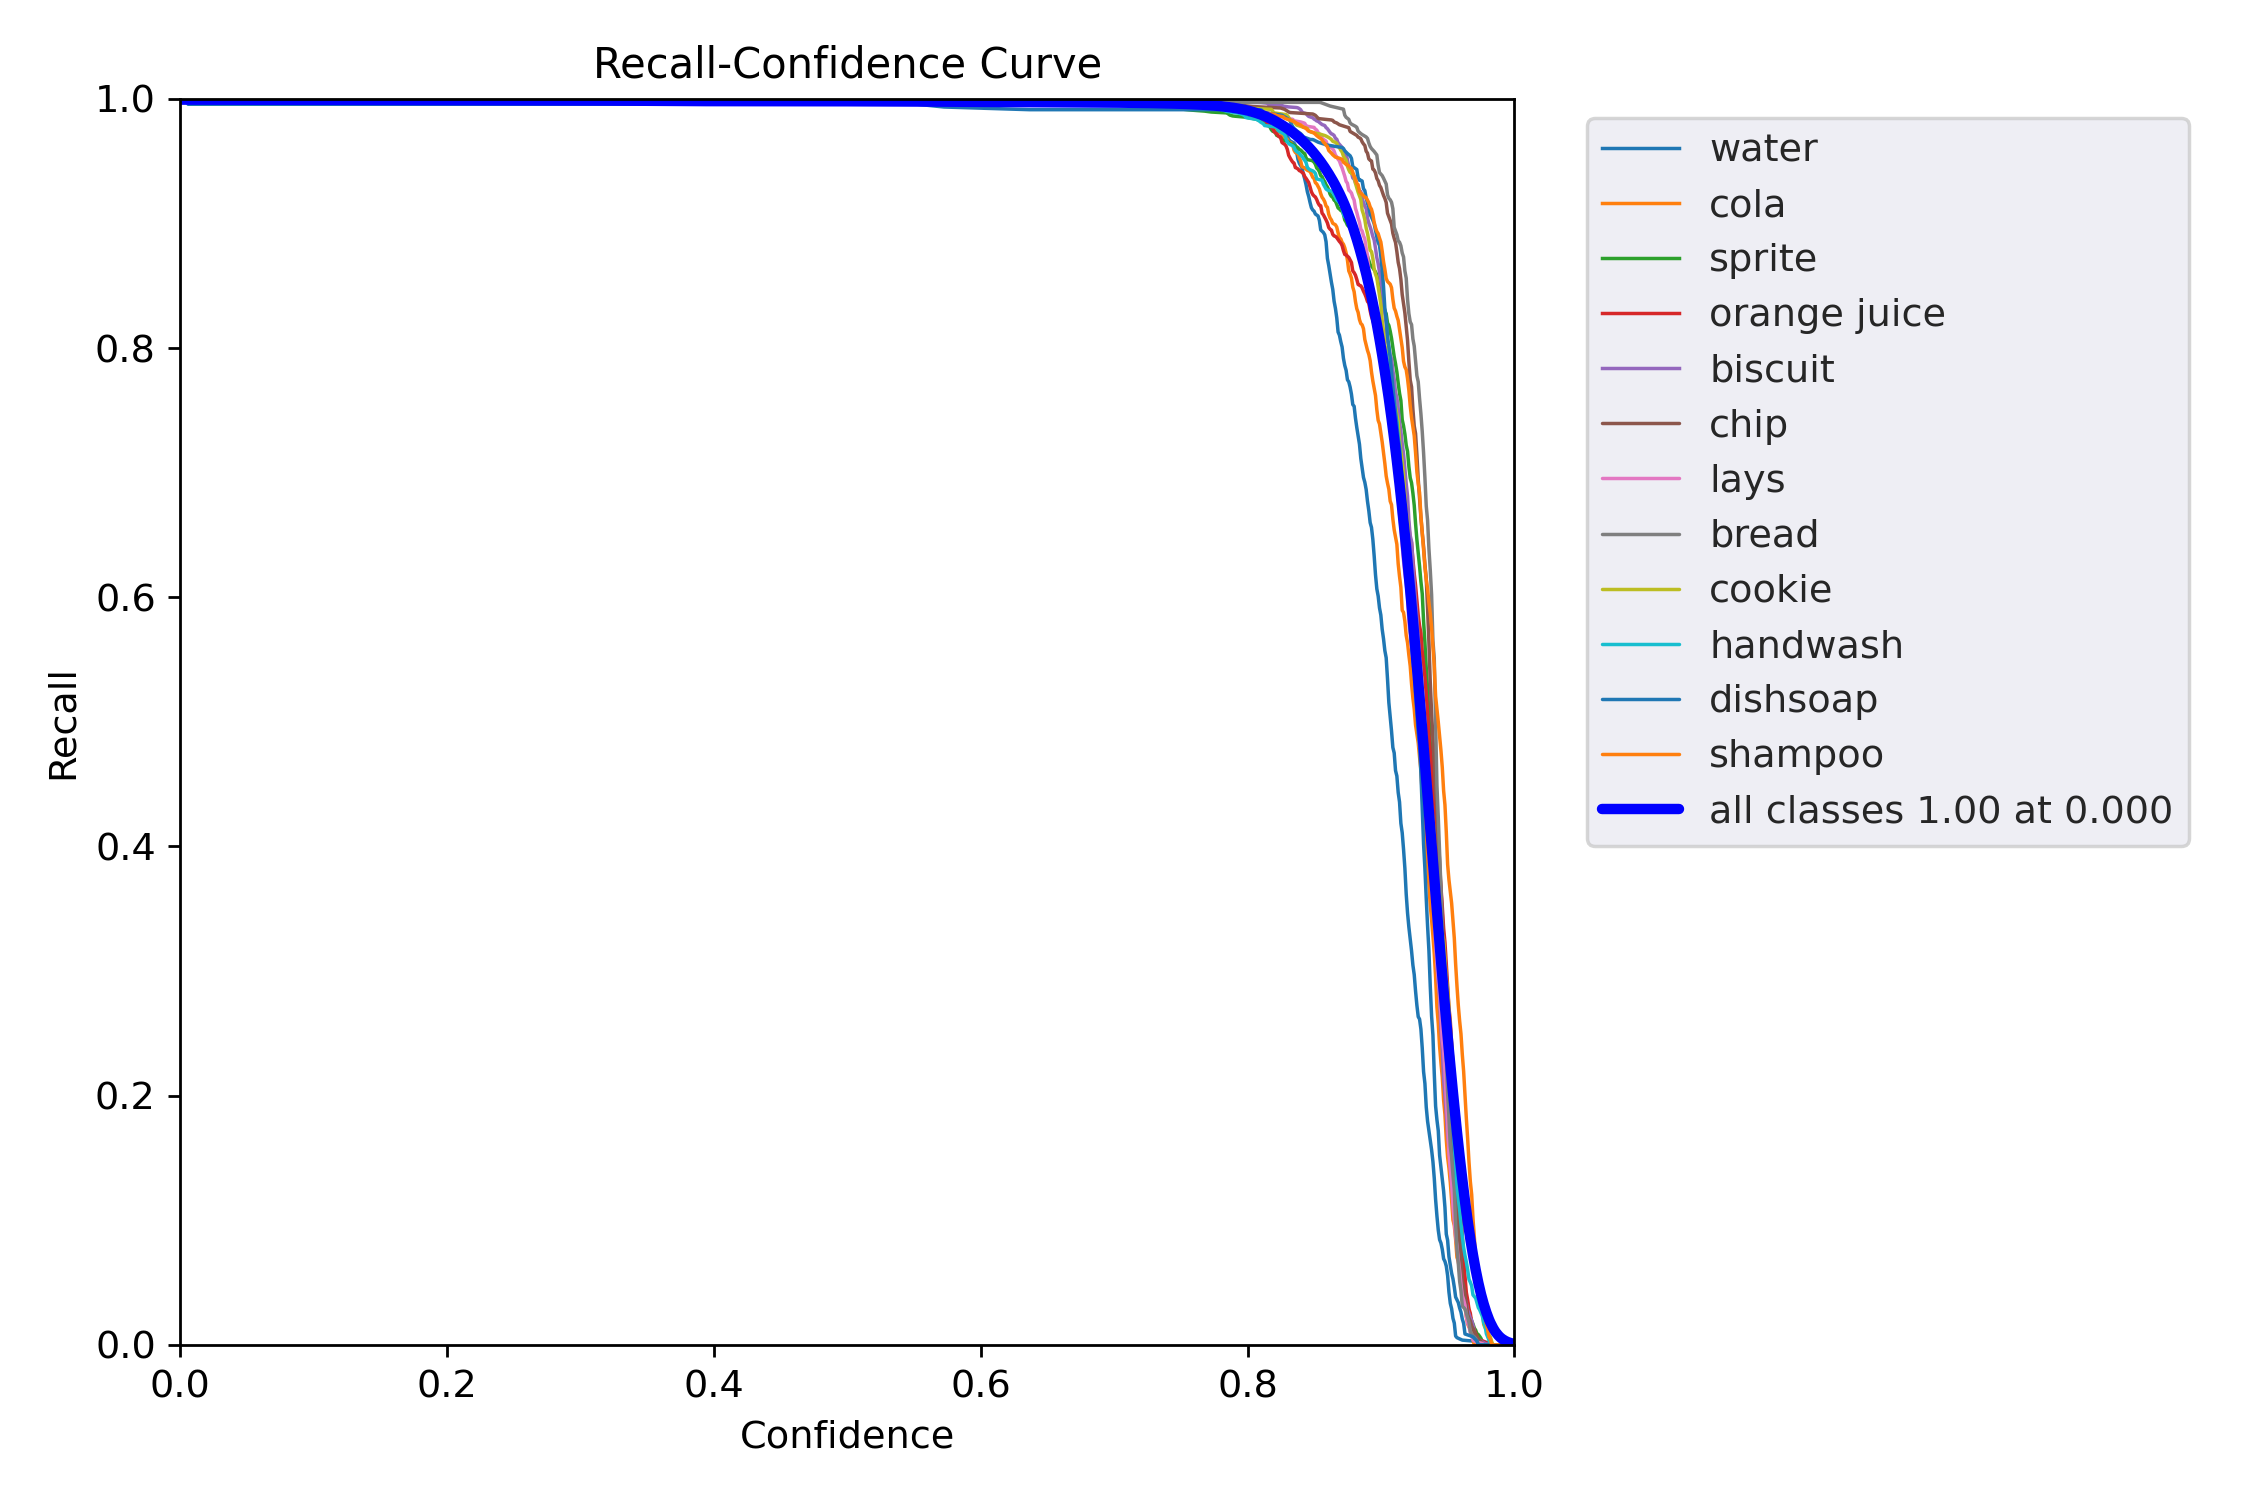 Recall-Confidence Curve
1.0
0.8
0.6
0.4
0.2
0.0
Recall
0.0 0.2 0.4 0.6 0.8 1.0
Confidence
water
cola
sprite
orange juice
biscuit
chip
lays
bread
cookie
handwash
dishsoap
shampoo
all classes 1.00 at 0.000